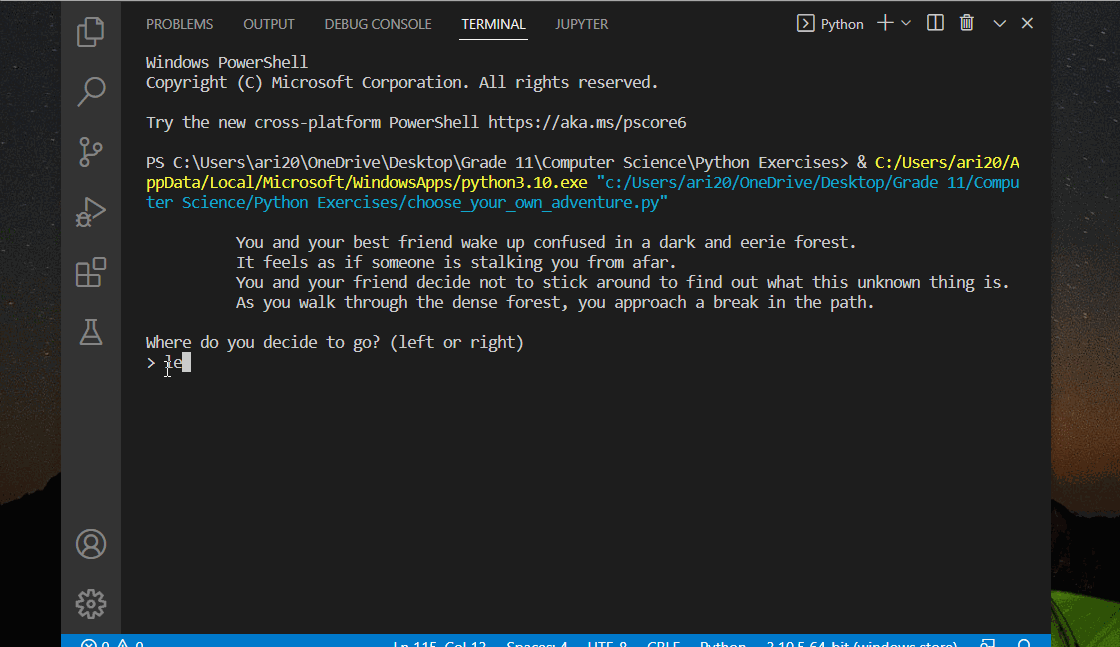 PROBLEMS OUTPUT DEBUG CONSOLE TERMINAL JUPYTER Python
Windows PowerShell
Copyright (C) Microsoft Corporation. All rights reserved.
Try the new cross-platform PowerShell https://aka.ms/pscore6
PS C:\Users\ari20\OneDrive\Desktop\Grade 11\Computer Science\Python Exercises> & C:/Users/ari20/A
ppData/Local/Microsoft/WindowsApps/python3.10.exe "c:/Users/ari20/OneDrive/Desktop/Grade 11/Compu
ter Science/Python Exercises/choose_your_own_adventure.py"
You and your best friend wake up confused in a dark and eerie forest.
It feels as if someone is stalking you from afar.
You and your friend decide not to stick around to find out what this unknown thing is.
As you walk through the dense forest, you approach a break in the path.
Where do you decide to go? (left or right)
> le
0 0 Ln 115, Col 13 Spaces: 4 UTF-8 CRLF Python 3.10.5 64-bit (windows store)